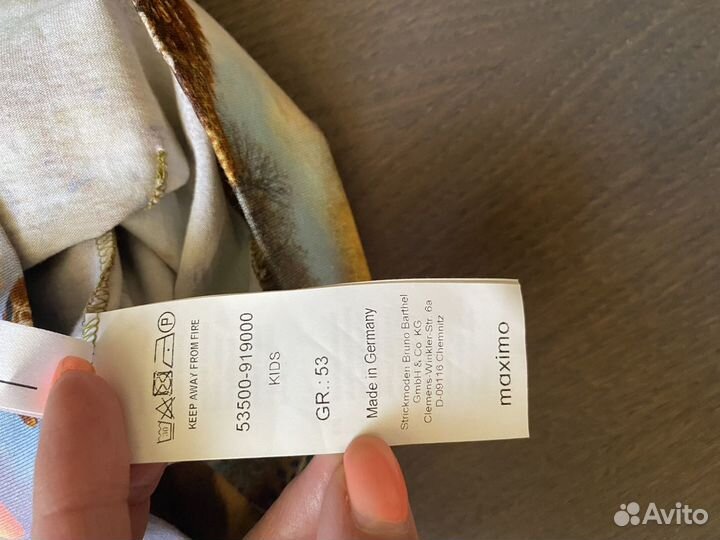 30 P
KEEP AWAY FROM FIRE
53500-919000
KIDS
GR.: 53
Made in Germany
Strickmoden Bruno Barthel
GmbH & Co. KG
Clemens-Winkler-Str. 6a
D-09116 Chemnitz
maximo
Avito